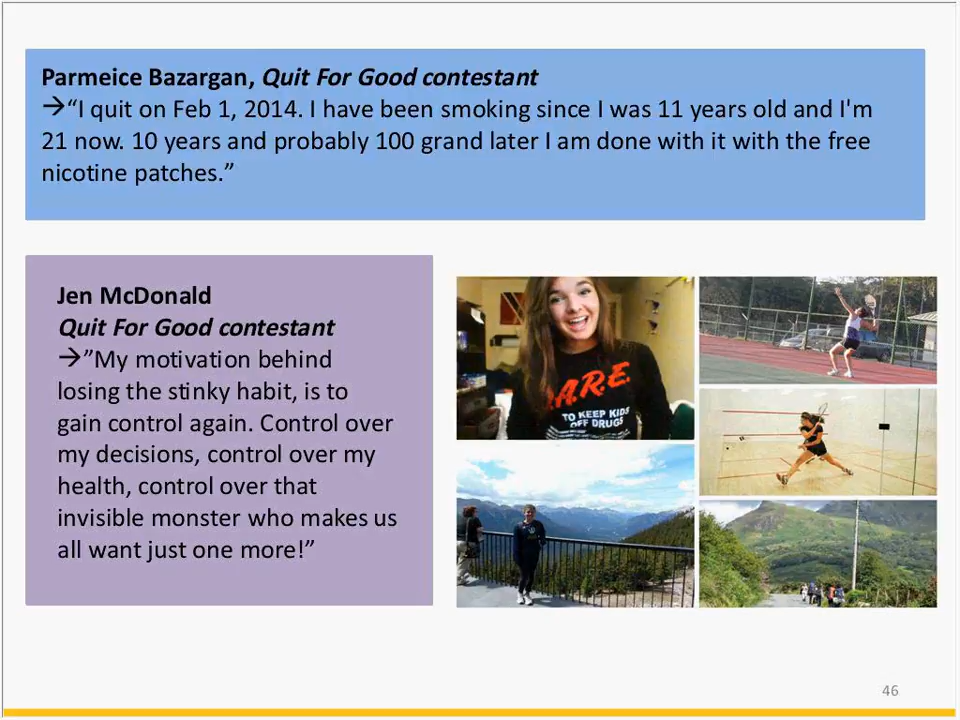 Parmeice Bazargan, Quit For Good contestant
→“I quit on Feb 1, 2014. I have been smoking since I was 11 years old and I'm
21 now. 10 years and probably 100 grand later I am done with it with the free
nicotine patches.”
Jen McDonald
Quit For Good contestant
→”My motivation behind
losing the stinky habit, is to
gain control again. Control over
my decisions, control over my
health, control over that
invisible monster who makes us
all want just one more!”
D.A.R.E.
TO KEEP KIDS
OFF DRUGS
46